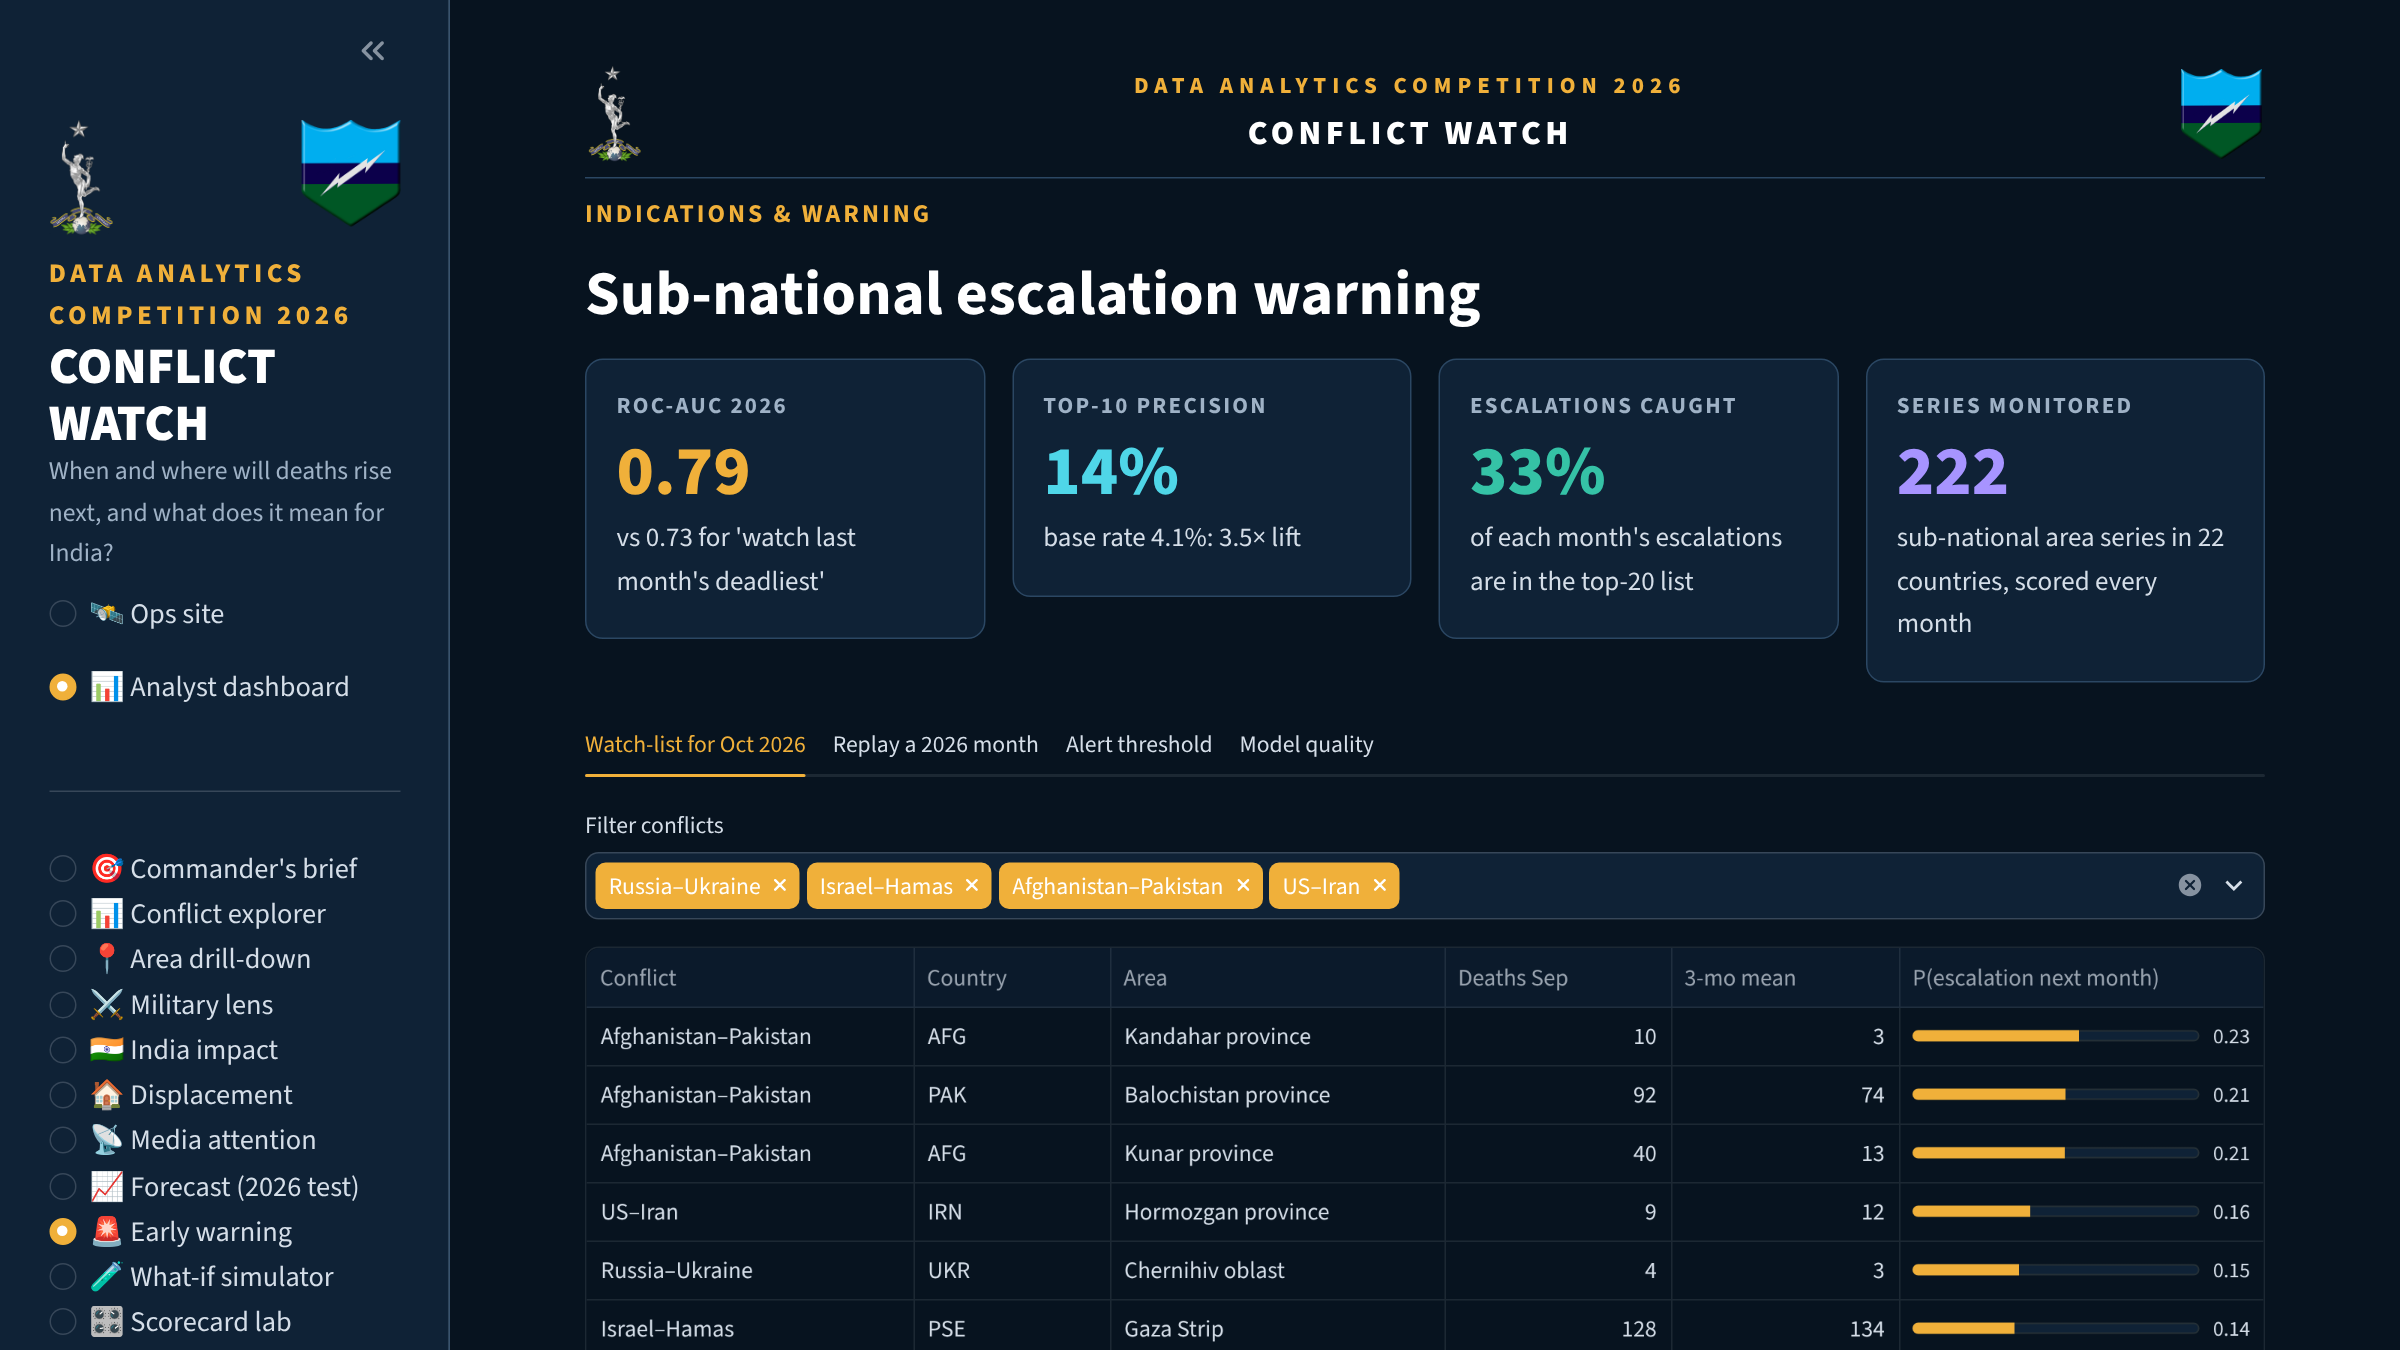 DATA ANALYTICS
COMPETITION 2026
CONFLICT
WATCH
When and where will deaths rise
next, and what does it mean for
India?
Ops site
Analyst dashboard
Commander's brief
Conflict explorer
Area drill-down
Military lens
India impact
Displacement
Media attention
Forecast (2026 test)
Early warning
What-if simulator
Scorecard lab
DATA ANALYTICS COMPETITION 2026
CONFLICT WATCH
INDICATIONS & WARNING
Sub-national escalation warning
ROC-AUC 2026
0.79
vs 0.73 for 'watch last
month's deadliest'
TOP-10 PRECISION
14%
base rate 4.1%: 3.5× lift
ESCALATIONS CAUGHT
33%
of each month's escalations
are in the top-20 list
SERIES MONITORED
222
sub-national area series in 22
countries, scored every
month
Watch-list for Oct 2026 Replay a 2026 month Alert threshold Model quality
Filter conflicts
Russia–Ukraine Israel–Hamas Afghanistan–Pakistan US–Iran
Conflict Country Area Deaths Sep 3-mo mean P(escalation next month)
Afghanistan–Pakistan AFG Kandahar province 10 3 0.23
Afghanistan–Pakistan PAK Balochistan province 92 74 0.21
Afghanistan–Pakistan AFG Kunar province 40 13 0.21
US–Iran IRN Hormozgan province 9 12 0.16
Russia–Ukraine UKR Chernihiv oblast 4 3 0.15
Israel–Hamas PSE Gaza Strip 128 134 0.14